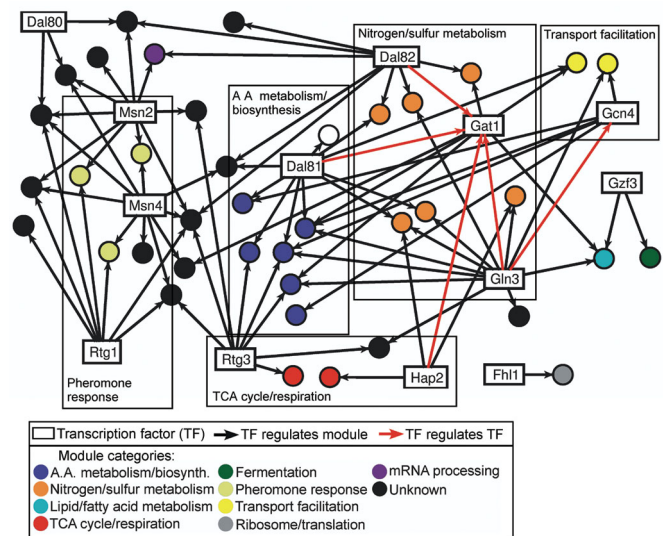 Dal80
Nitrogen/sulfur metabolism
Transport facilitation
Dal82
A A metabolism/
biosynthesis
Msn2
Gat1
Gcn4
Dal81
Gzf3
Msn4
Gln3
Rtg1
Rtg3
Hap2
Fhl1
Pheromone
response
TCA cycle/respiration
Transcription factor (TF) TF regulates module TF regulates TF
Module categories:
A.A. metabolism/biosynth. Fermentation mRNA processing
Nitrogen/sulfur metabolism Pheromone response Unknown
Lipid/fatty acid metabolism Transport facilitation
TCA cycle/respiration Ribosome/translation